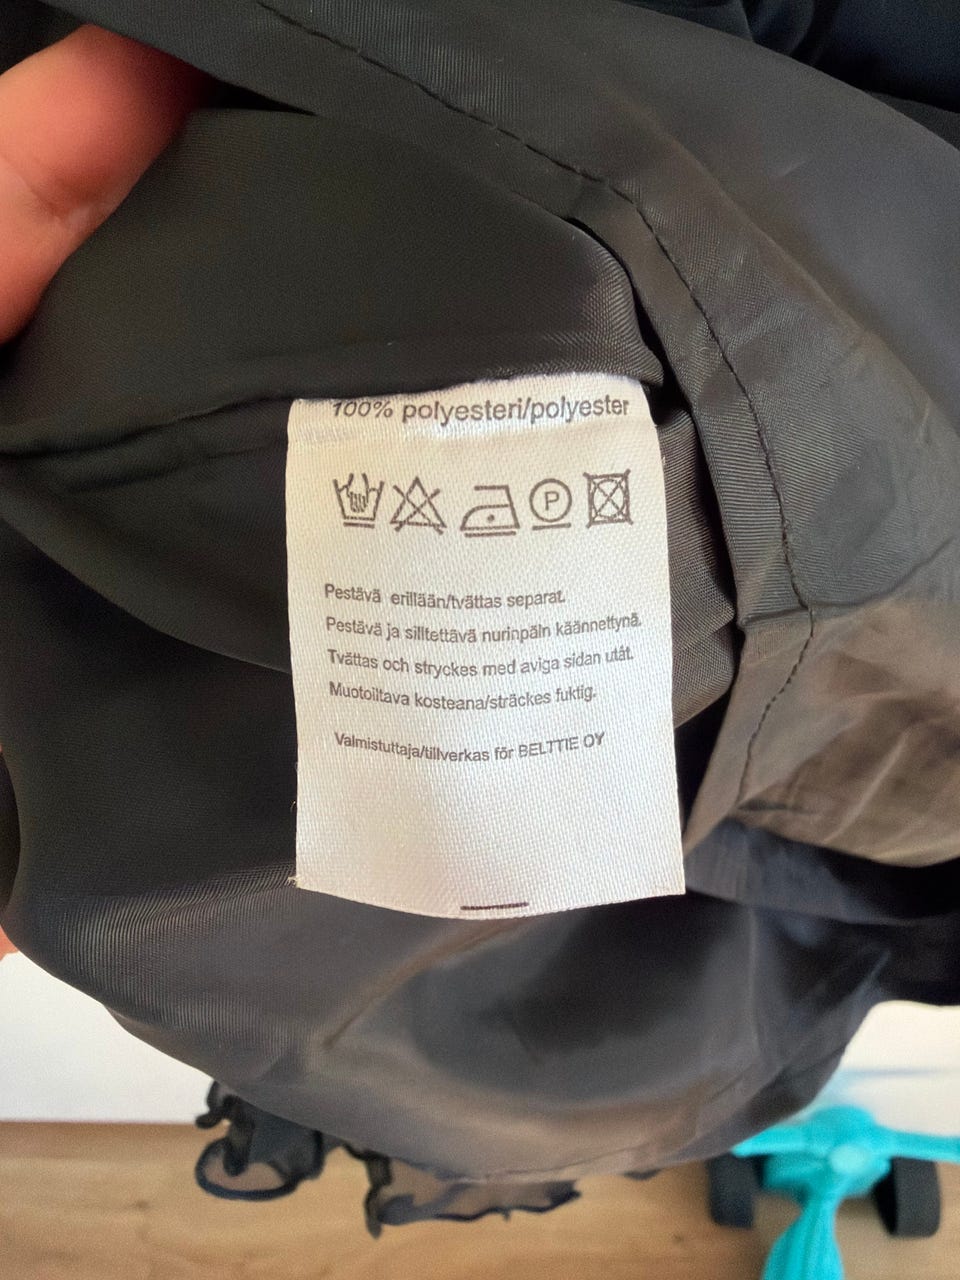 100% polyesteri/polyester
P
Pestävä erillään/tvättas separat.
Pestävä ja silltettävä nurinpäin käännettynä.
Tvättas och stryckes med aviga sidan utåt.
Muotoiltava kosteana/sträckes fuktig.
Valmistuttaja/tillverkas för BELTTIE OY